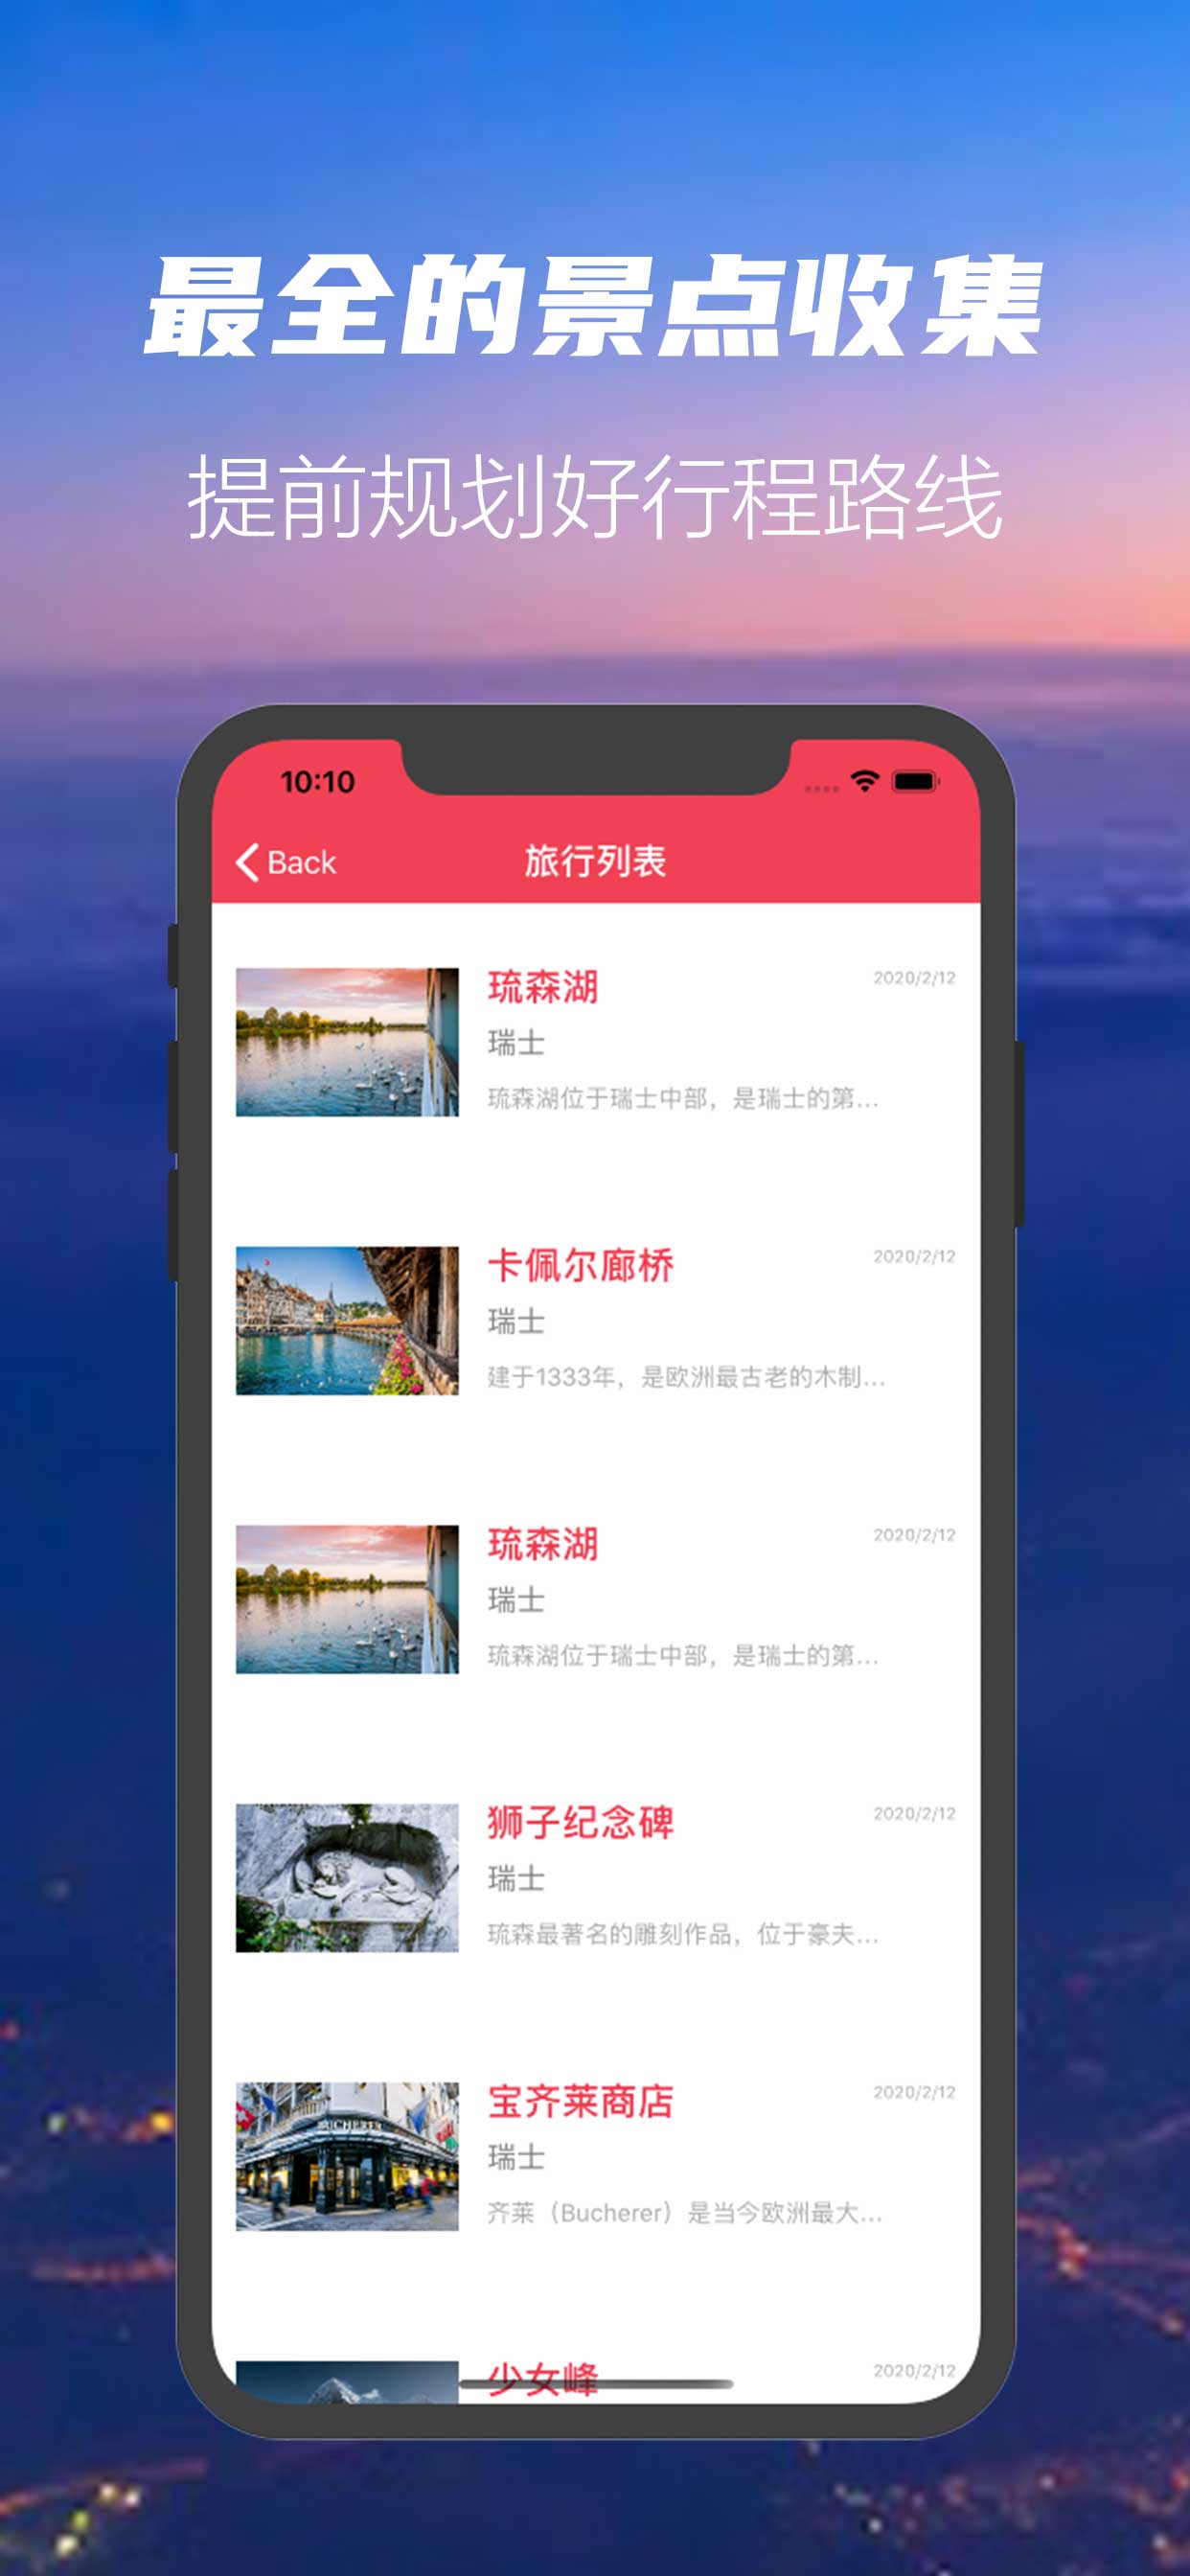 最全的景点收集
提前规划好行程路线
10:10
Back
旅行列表
琉森湖
2020/2/12
瑞士
琉森湖位于瑞士中部，是瑞士的第...
卡佩尔廊桥
2020/2/12
瑞士
建于1333年，是欧洲最古老的木制...
琉森湖
2020/2/12
瑞士
琉森湖位于瑞士中部，是瑞士的第...
狮子纪念碑
2020/2/12
瑞士
琉森最著名的雕刻作品，位于豪夫...
BUCHERER
宝齐莱商店
2020/2/12
瑞士
齐莱（Bucherer）是当今欧洲最大...
少女峰
2020/2/12